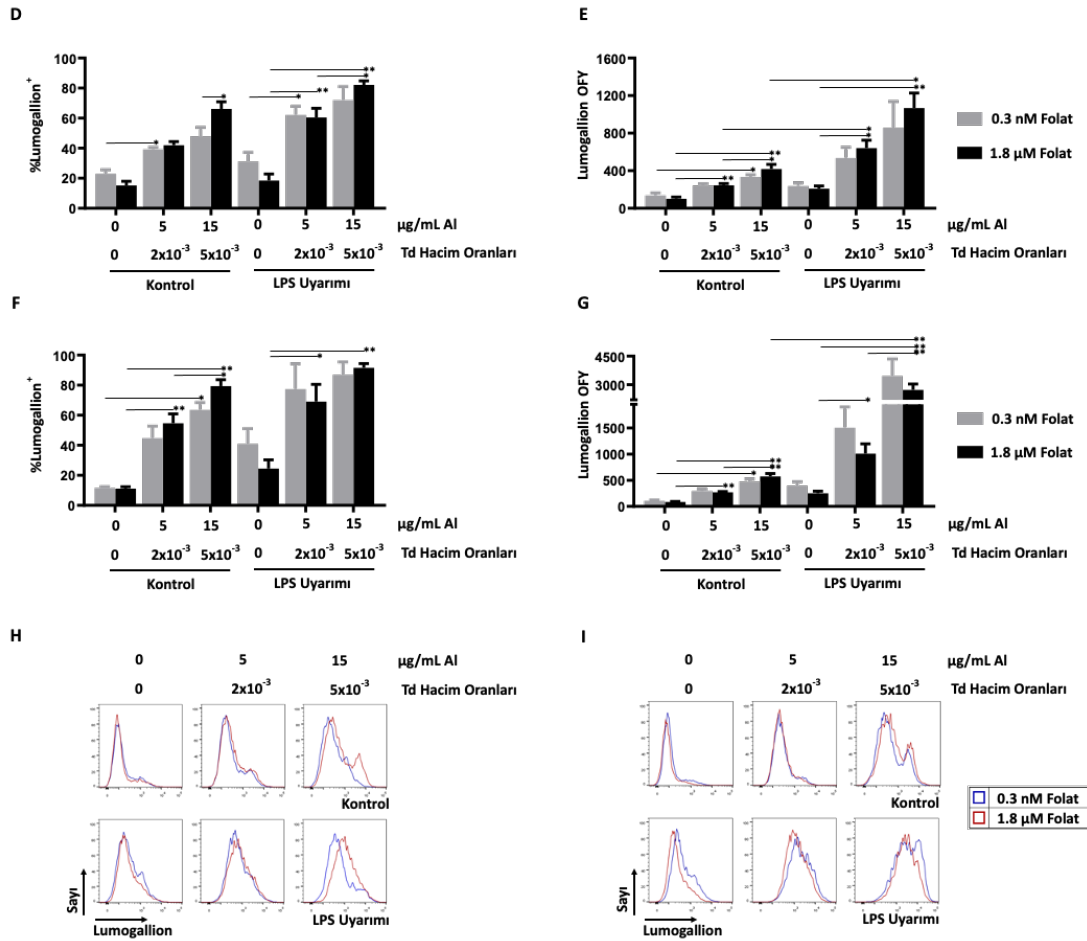 D
%Lumogallion+
100
80
60
40
20
0
* * * ** * ** *
0 5 15 0 5 15 μg/mL Al
0 2x10-3 5x10-3 0 2x10-3 5x10-3 Td Hacim Oranları
Kontrol LPS Uyarımı
E
Lumogallion OFY
1600
1200
800
400
0
** * ** * * * * **
0.3 nM Folat
1.8 μM Folat
0 5 15 0 5 15 μg/mL Al
0 2x10-3 5x10-3 0 2x10-3 5x10-3 Td Hacim Oranları
Kontrol LPS Uyarımı
F
%Lumogallion+
100
80
60
40
20
0
** * ** * * **
0 5 15 0 5 15 μg/mL Al
0 2x10-3 5x10-3 0 2x10-3 5x10-3 Td Hacim Oranları
Kontrol LPS Uyarımı
G
Lumogallion OFY
4500
3000
1500
1000
500
0
** * ** ** * ** ** **
0.3 nM Folat
1.8 μM Folat
0 5 15 0 5 15 μg/mL Al
0 2x10-3 5x10-3 0 2x10-3 5x10-3 Td Hacim Oranları
Kontrol LPS Uyarımı
H
0 5 15 μg/mL Al
0 2x10-3 5x10-3 Td Hacim Oranları
Kontrol
Sayı
Lumogallion
LPS Uyarımı
I
0 5 15 μg/mL Al
0 2x10-3 5x10-3 Td Hacim Oranları
Kontrol
0.3 nM Folat
1.8 μM Folat
Sayı
Lumogallion
LPS Uyarımı